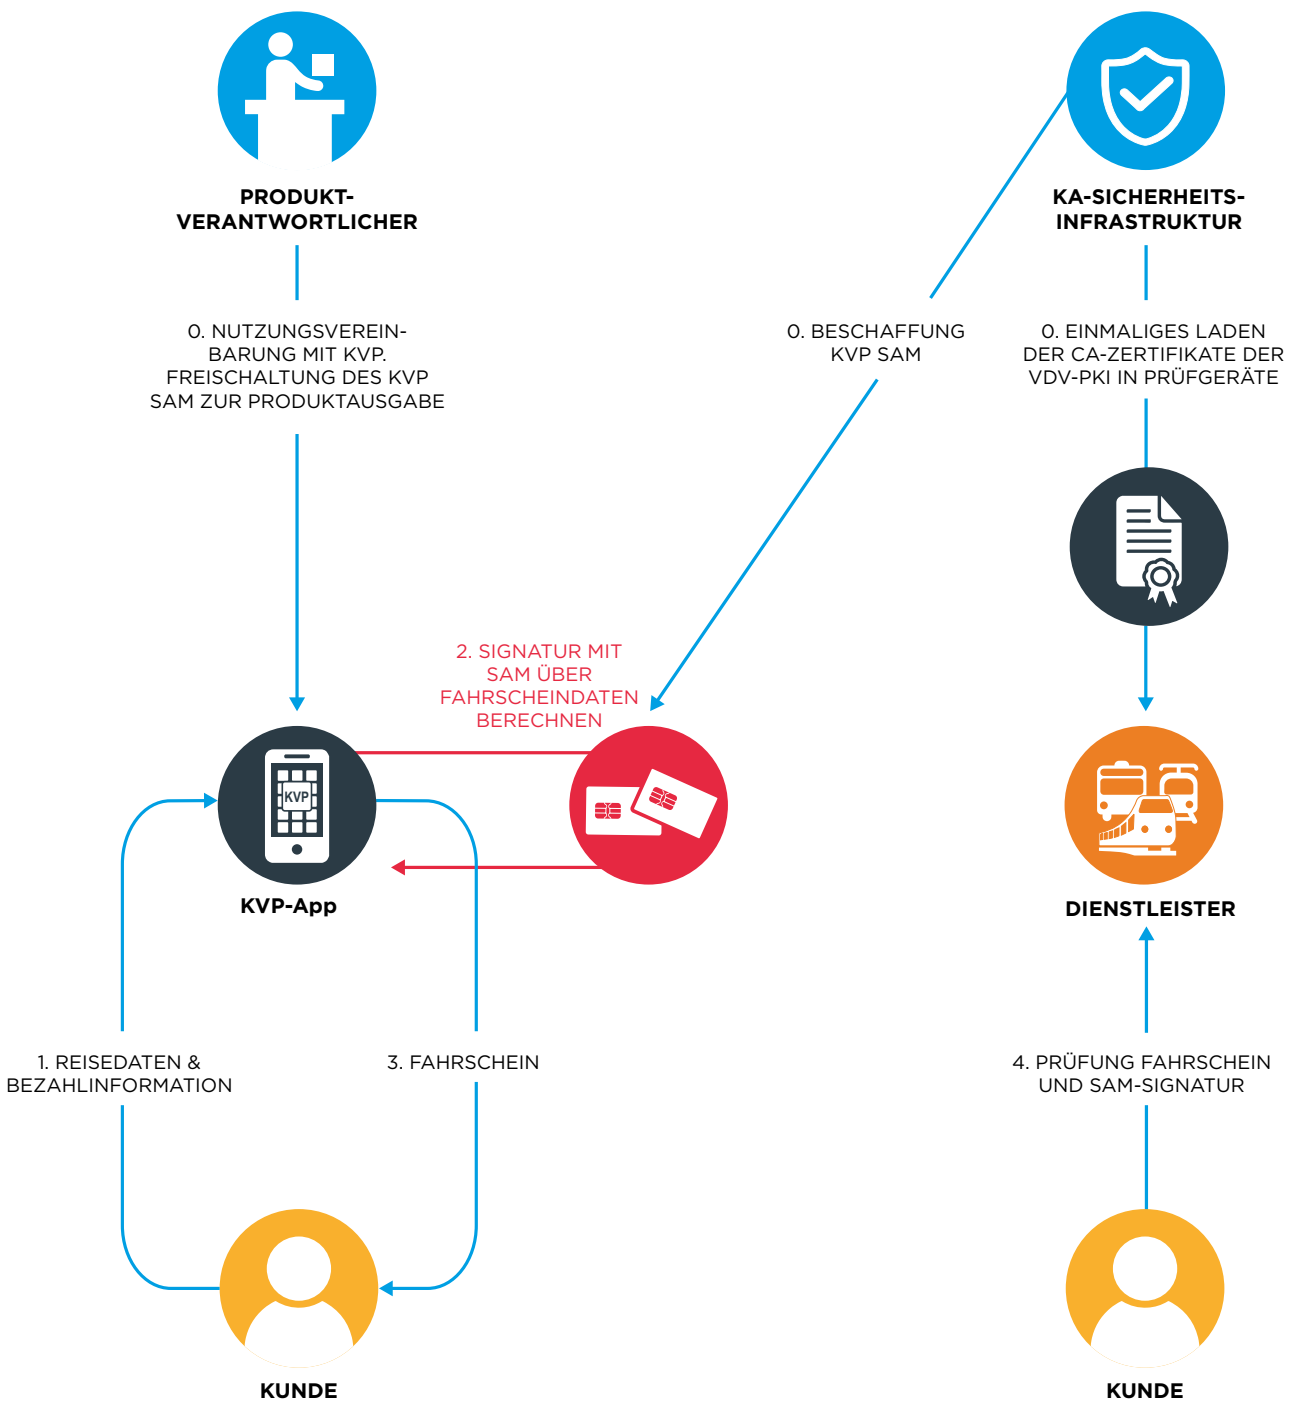 PRODUKT-
VERANTWORTLICHER
KA-SICHERHEITS-
INFRASTRUKTUR
0. NUTZUNGSVEREIN-
BARUNG MIT KVP.
FREISCHALTUNG DES KVP
SAM ZUR PRODUKTAUSGABE
0. BESCHAFFUNG
KVP SAM
0. EINMALIGES LADEN
DER CA-ZERTIFIKATE DER
VDV-PKI IN PRÜFGERÄTE
2. SIGNATUR MIT
SAM ÜBER
FAHRSCHEINDATEN
BERECHNEN
KVP
KVP-App
DIENSTLEISTER
1. REISEDATEN &
BEZAHLINFORMATION
3. FAHRSCHEIN
4. PRÜFUNG FAHRSCHEIN
UND SAM-SIGNATUR
KUNDE
KUNDE